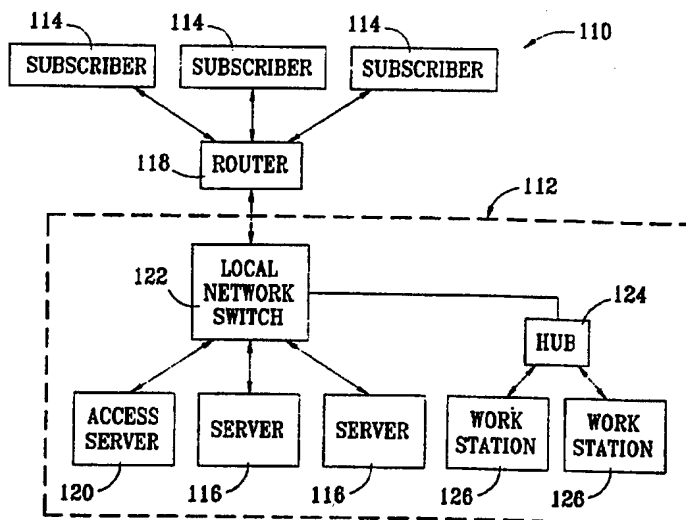 114
114
114
110
SUBSCRIBER
SUBSCRIBER
SUBSCRIBER
118
ROUTER
112
122
LOCAL
NETWORK
SWITCH
124
HUB
ACCESS
SERVER
SERVER
SERVER
WORK
STATION
WORK
STATION
120
116
116
126
126